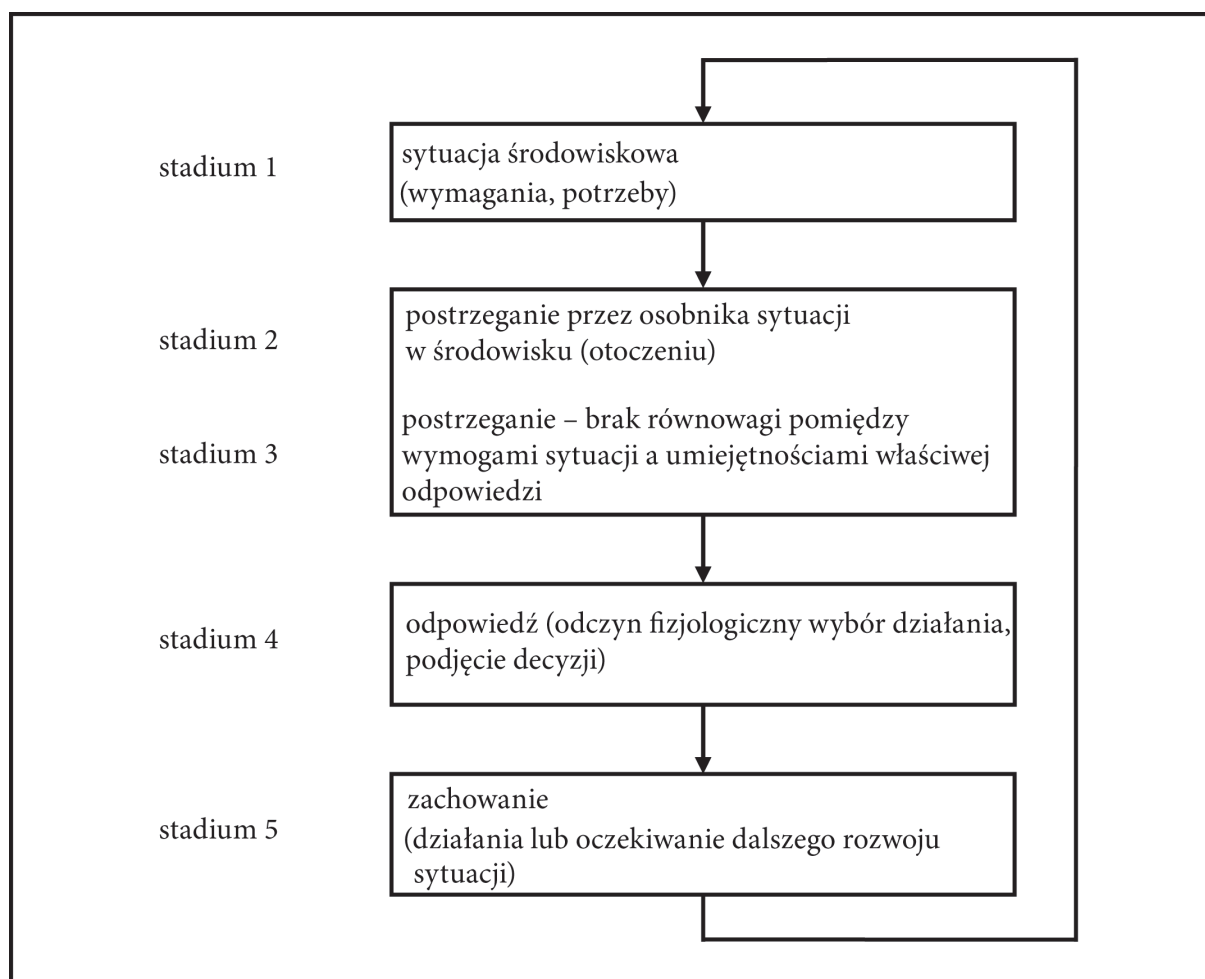 stadium 1
sytuacja środowiskowa
(wymagania, potrzeby)
stadium 2
postrzeganie przez osobnika sytuacji
w środowisku (otoczeniu)
stadium 3
postrzeganie – brak równowagi pomiędzy
wymogami sytuacji a umiejętnościami właściwej
odpowiedzi
stadium 4
odpowiedź (odczyn fizjologiczny wybór działania,
podjęcie decyzji)
stadium 5
zachowanie
(działania lub oczekiwanie dalszego rozwoju
sytuacji)